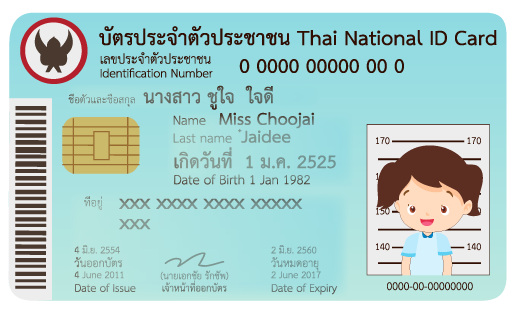 บัตรประจำตัวประชาชน Thai National ID Card
เลขประจำตัวประชาชน
Identification Number
0 0000 00000 00 0
ชื่อตัวและชื่อสกุล นางสาว ชูใจ ใจดี
Name Miss Choojai
Last name Jaidee
เกิดวันที่ 1 ม.ค. 2525
Date of Birth 1 Jan 1982
ที่อยู่ XXX XXXX XXXX XXXXX
XXX
4 มิ.ย. 2554
วันออกบัตร
4 June 2011
Date of Issue
(นายเอกชัย รักชัพ)
เจ้าหน้าที่ออกบัตร
2 มิ.ย. 2560
วันหมดอายุ
2 June 2017
Date of Expiry
170 170
160
150
150
140 140
0000-00-00000000